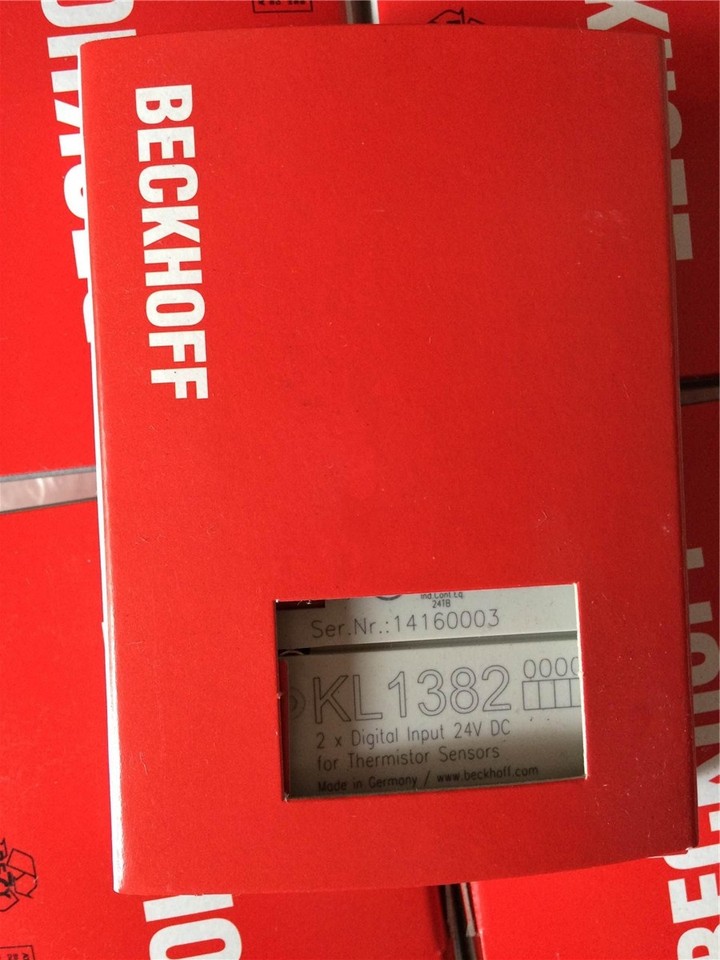 BECKHOFF
Ind.Cont.Eq.
24TB
Ser.Nr.:14160003
KL1382
0000
2 x Digital Input 24V DC
for Thermistor Sensors
Made in Germany / www.beckhoff.com